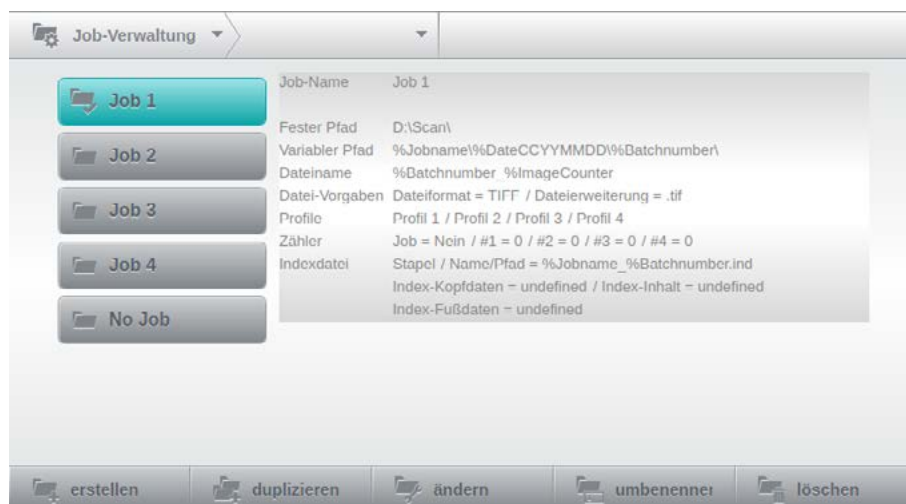 Job-Verwaltung
Job 1
Job 2
Job 3
Job 4
No Job
Job-Name Job 1
Fester Pfad D:\Scan\
Variabler Pfad %Jobname\%DateCCYYMMDD\%Batchnumber\
Dateiname %Batchnumber_%ImageCounter
Datei-Vorgaben Dateiformat = TIFF / Dateierweiterung = .tif
Profile Profil 1 / Profil 2 / Profil 3 / Profil 4
Zähler Job = Nein / #1 = 0 / #2 = 0 / #3 = 0 / #4 = 0
Indexdatei Stapel / Name/Pfad = %Jobname_%Batchnumber.ind
Index-Kopfdaten = undefined / Index-Inhalt = undefined
Index-Fußdaten = undefined
erstellen duplizieren ändern umbenenner löschen